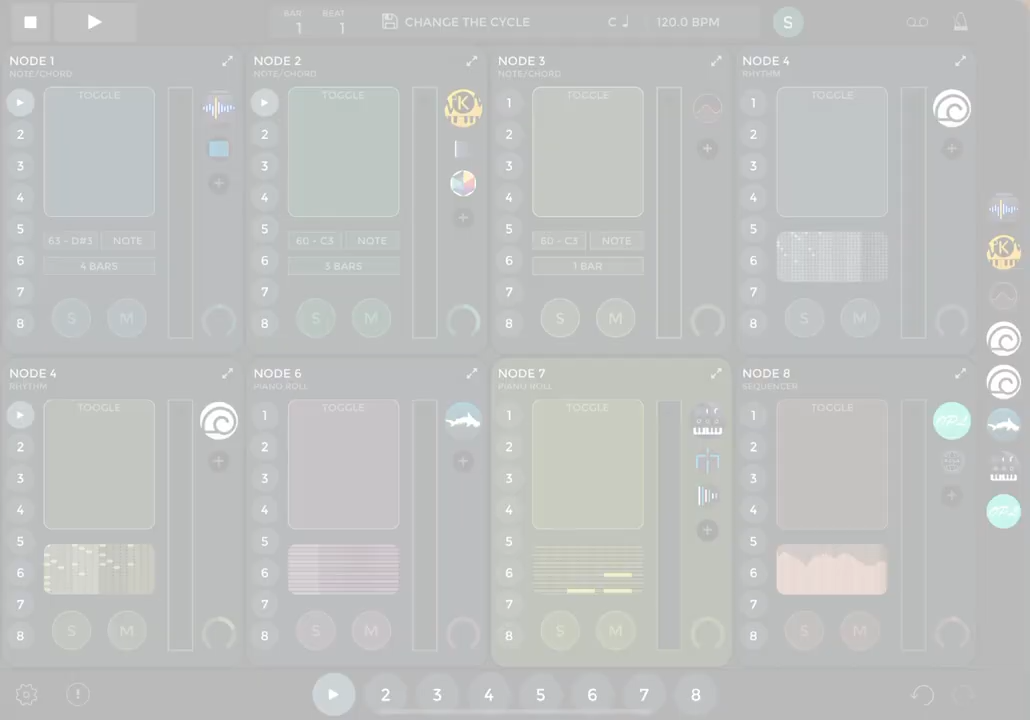 BAR BEAT
1 1
CHANGE THE CYCLE
C
120.0 BPM
S
NODE 1
NOTE/CHORD
TOGGLE
2
3
4
5
6
7
8
63 - D#3 NOTE
4 BARS
S M
NODE 2
NOTE/CHORD
TOGGLE
K
2
3
4
5
6
7
8
60 - C3 NOTE
3 BARS
S M
NODE 3
NOTE/CHORD
TOGGLE
1
2
3
4
5
6
7
8
60 - C3 NOTE
1 BAR
S M
NODE 4
RHYTHM
TOGGLE
1
2
3
4
5
6
7
8
S M
K
OPL
NODE 4
RHYTHM
TOGGLE
2
3
4
5
6
7
8
S M
NODE 6
PIANO ROLL
TOGGLE
1
2
3
4
5
6
7
8
S M
NODE 7
PIANO ROLL
TOGGLE
1
2
3
4
5
6
7
8
S M
NODE 8
SEQUENCER
TOGGLE
OPL
1
2
3
4
5
6
7
8
S M
2 3 4 5 6 7 8